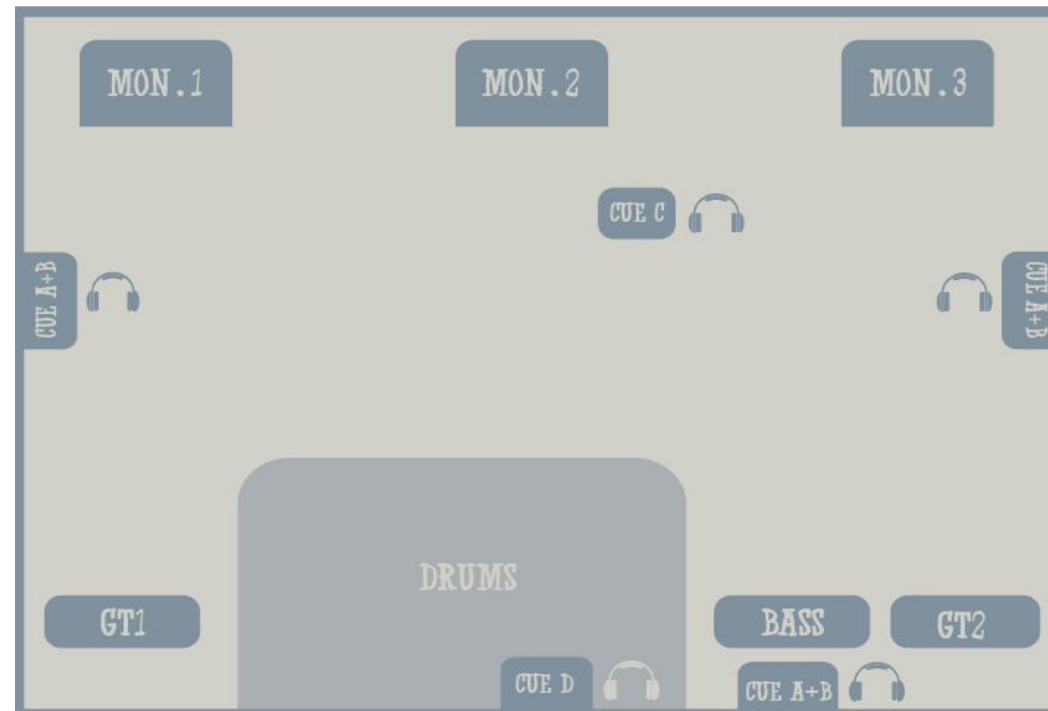 MON.1
MON.2
MON.3
CUE C
CUE A+B
CUE A+B
DRUMS
GT1
BASS
GT2
CUE D
CUE A+B